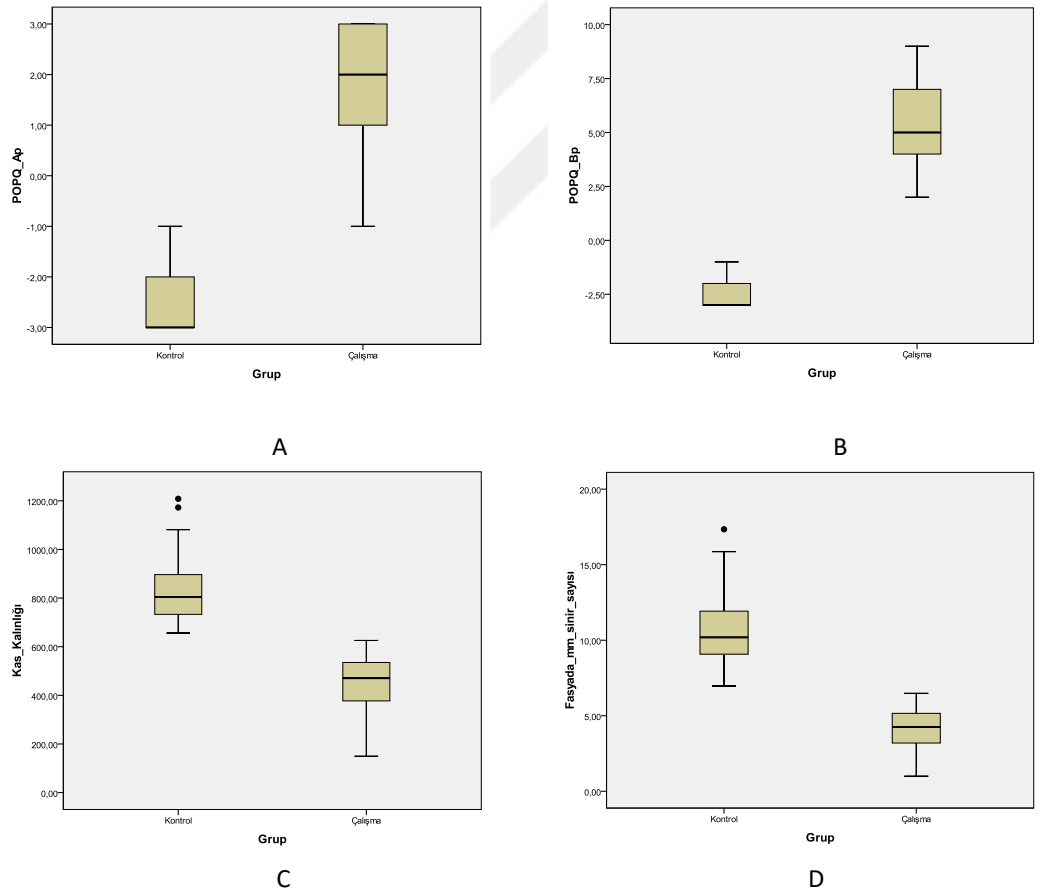 3,00
2,00
1,00
0,00
-1,00
-2,00
-3,00
POPQ_Ap
Kontrol
Çalışma
Grup
A
10,00
7,50
5,00
2,50
0,00
-2,50
POPQ_Bp
Kontrol
Çalışma
Grup
B
1200,00
1000,00
800,00
600,00
400,00
200,00
0,00
Kas_Kalınlığı
Kontrol
Çalışma
Grup
C
20,00
15,00
10,00
5,00
0,00
Fasyada_mm_sinir_sayısı
Kontrol
Çalışma
Grup
D